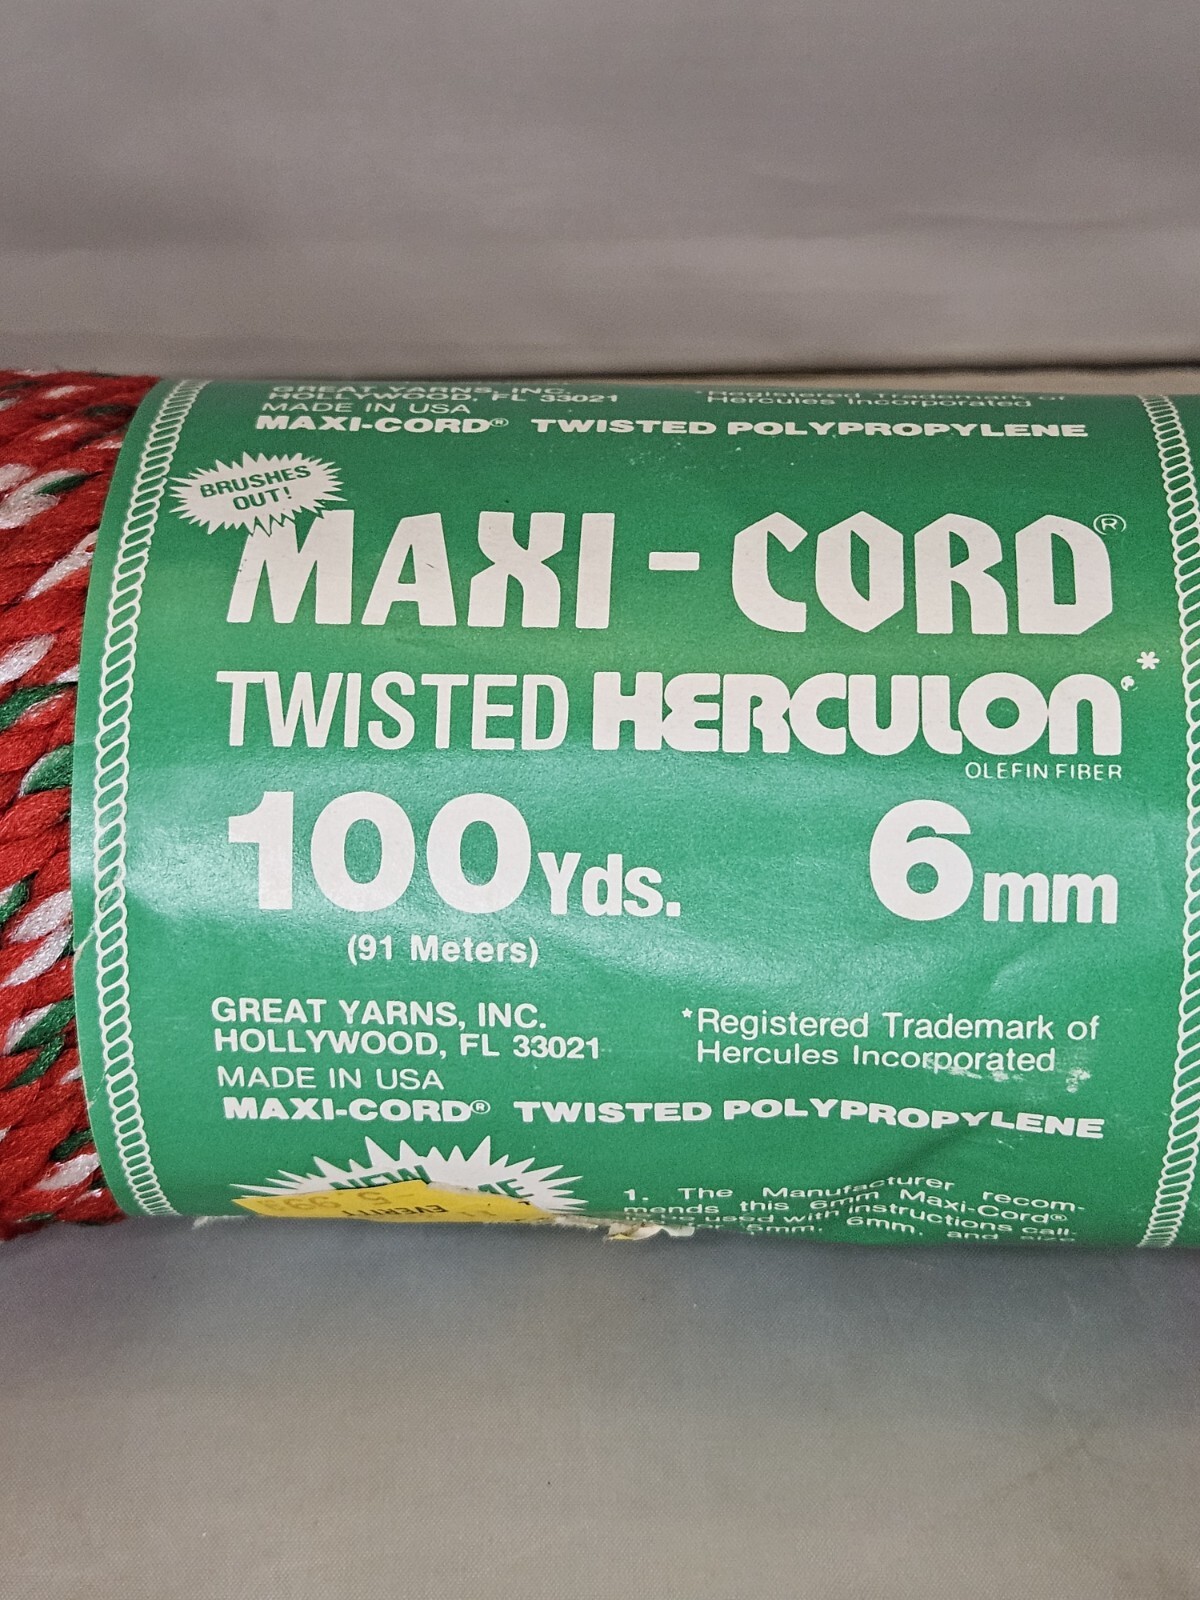 GREAT YARNS, INC.
HOLLYWOOD, FL 33021
MADE IN USA
*Registered Trademark of
Hercules Incorporated
MAXI-CORD® TWISTED POLYPROPYLENE
BRUSHES
OUT!
MAXI-CORD®
TWISTED HERCULON*
OLEFIN FIBER
100 Yds. 6mm
(91 Meters)
GREAT YARNS, INC.
HOLLYWOOD, FL 33021
MADE IN USA
*Registered Trademark of
Hercules Incorporated
MAXI-CORD® TWISTED POLYPROPYLENE
NEW
1. The Manufacturer recom-
mends this 6mm Maxi-Cord®
used with instructions call-
6mm, and size